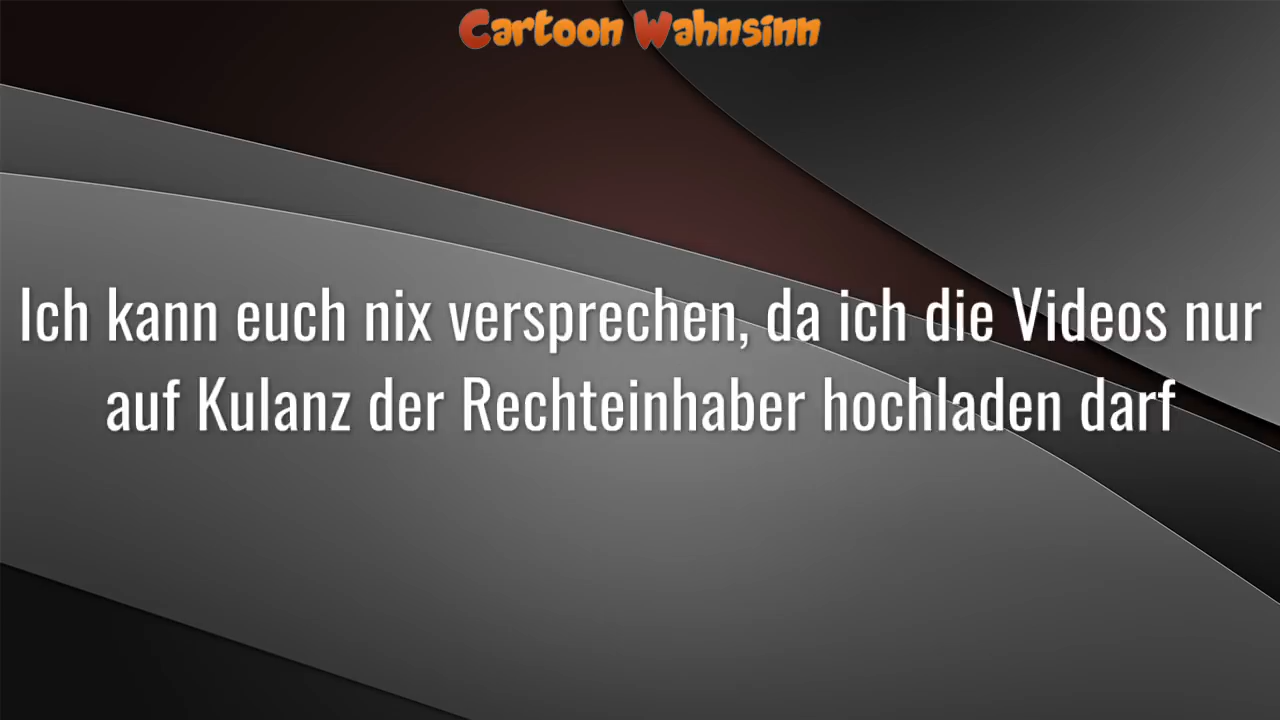 Cartoon Wahnsinn
Ich kann euch nix versprechen, da ich die Videos nur
auf Kulanz der Rechteinhaber hochladen darf